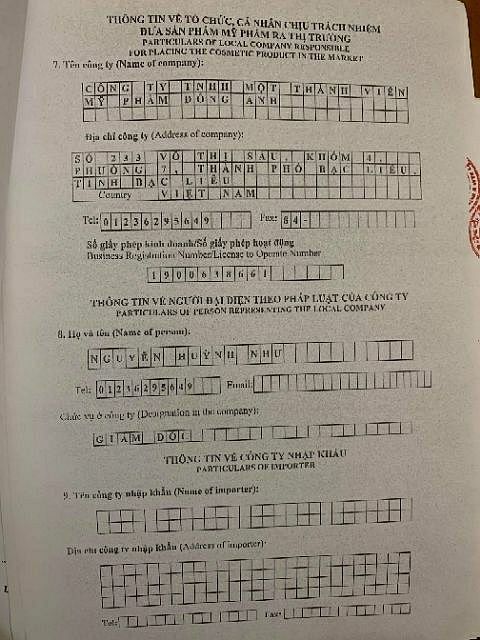 THÔNG TIN VỀ TỔ CHỨC, CÁ NHÂN CHỊU TRÁCH NHIỆM
ĐƯA SẢN PHẨM MỸ PHẨM RA THỊ TRƯỜNG
PARTICULARS OF LOCAL COMPANY RESPONSIBLE
FOR PLACING THE COSMETIC PRODUCT IN THE MARKET
7. Tên công ty (Name of company):
CÔNG TY TNHH MỘT THÀNH VIÊN
MỸ PHẨM ĐÔNG ANH
Địa chỉ công ty (Address of company):
SỐ 233 VÕ THỊ SÁU, KHÓM 4,
PHƯỜNG 7, THÀNH PHỐ BẠC LIÊU,
TỈNH BẠC LIÊU
Country VIỆT NAM
Tel: 01236295649 Fax: 84-
Số giấy phép kinh doanh/Số giấy phép hoạt động
Business Registration Number/License to Operate Number
1900638661
THÔNG TIN VỀ NGƯỜI ĐẠI DIỆN THEO PHÁP LUẬT CỦA CÔNG TY
PARTICULARS OF PERSON REPRESENTING THE LOCAL COMPANY
8. Họ và tên (Name of person):
NGUYỄN HUỲNH NHƯ
Tel: 01236295649 Email:
Chức vụ ở công ty (Designation in the company):
GIÁM ĐỐC
THÔNG TIN VỀ CÔNG TY NHẬP KHẨU
PARTICULARS OF IMPORTER
9. Tên công ty nhập khẩu (Name of importer):
Địa chỉ công ty nhập khẩu (Address of importer):
Tel: Fax: